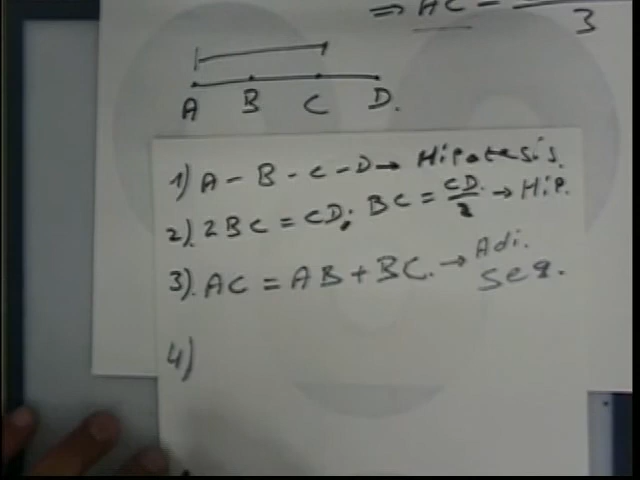 ⇒ AC =
3
A B C D.
1) A - B - C - D → Hipotesis.
2). 2BC = CD; BC = CD/2 → Hip.
3). AC = AB + BC. → Adi.
Seg.
4)